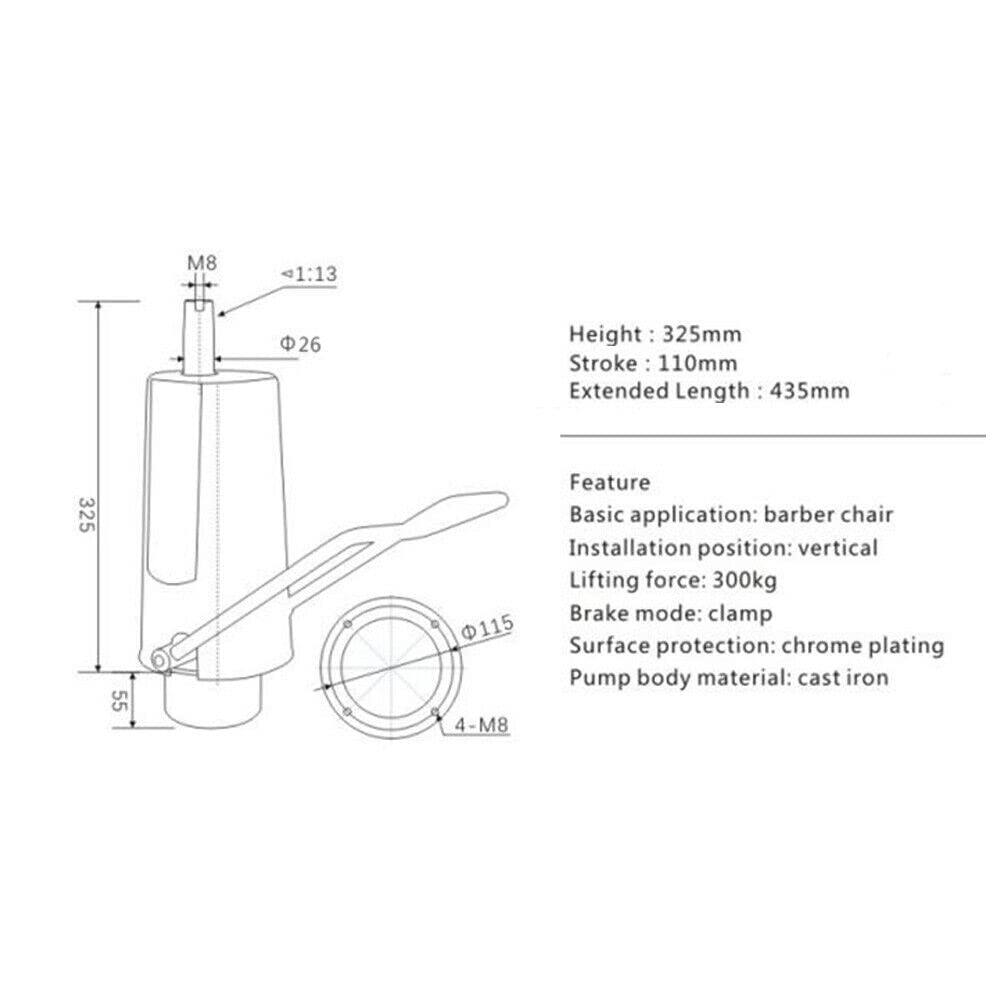 M8
⊲1:13
Φ26
325
55
Φ115
4-M8
Height : 325mm
Stroke : 110mm
Extended Length : 435mm
Feature
Basic application: barber chair
Installation position: vertical
Lifting force: 300kg
Brake mode: clamp
Surface protection: chrome plating
Pump body material: cast iron